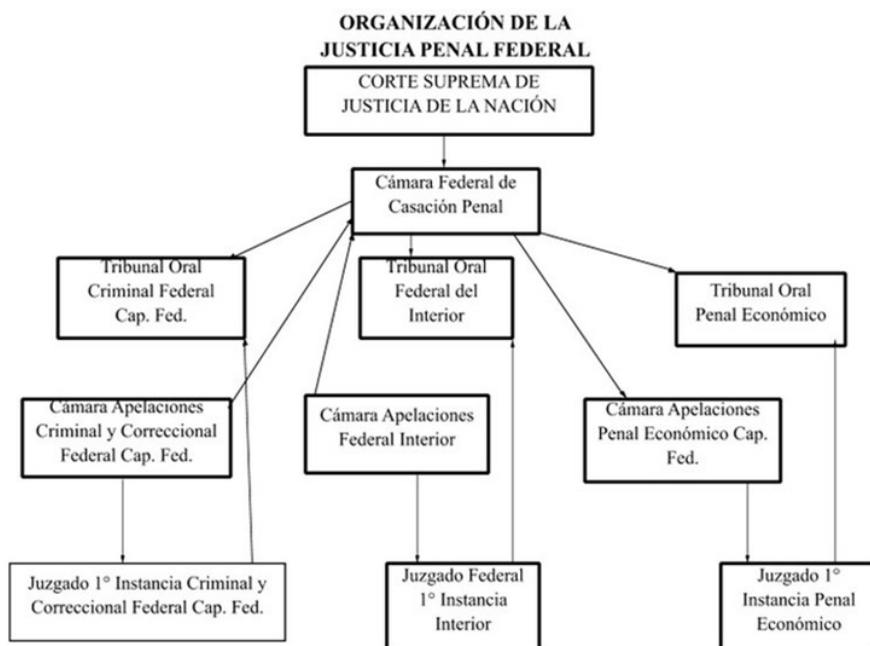 ORGANIZACIÓN DE LA
JUSTICIA PENAL FEDERAL
CORTE SUPREMA DE
JUSTICIA DE LA NACIÓN
Cámara Federal de
Casación Penal
Tribunal Oral
Criminal Federal
Cap. Fed.
Tribunal Oral
Federal del
Interior
Tribunal Oral
Penal Económico
Cámara Apelaciones
Criminal y Correccional
Federal Cap. Fed.
Cámara Apelaciones
Federal Interior
Cámara Apelaciones
Penal Económico Cap.
Fed.
Juzgado 1° Instancia Criminal y
Correccional Federal Cap. Fed.
Juzgado Federal
1° Instancia
Interior
Juzgado 1°
Instancia Penal
Económico